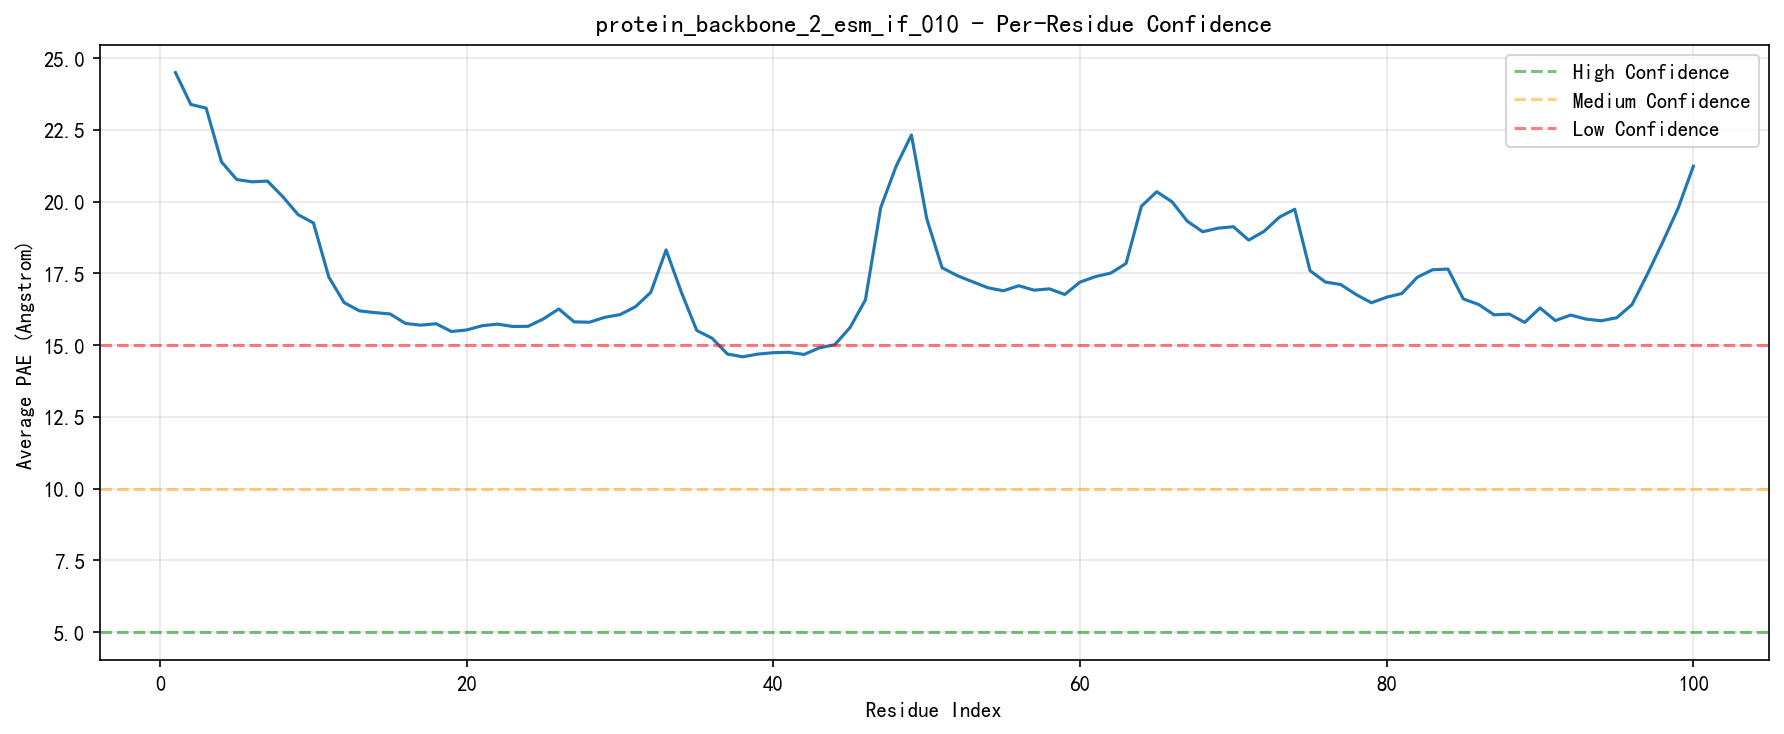 protein_backbone_2_esm_if_010 - Per-Residue Confidence
25.0
22.5
20.0
17.5
15.0
12.5
10.0
7.5
5.0
Average PAE (Angstrom)
High Confidence
Medium Confidence
Low Confidence
0 20 40 60 80 100
Residue Index